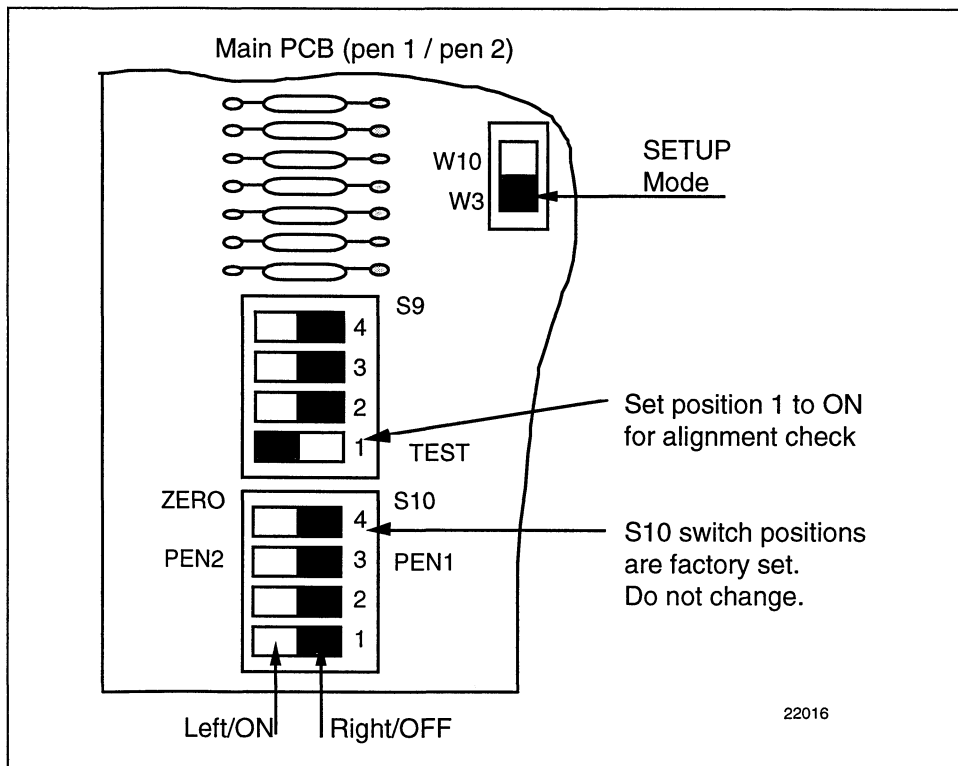 Main PCB (pen 1 / pen 2)
W10
W3
SETUP
Mode
S9
4
3
2
1
TEST
Set position 1 to ON
for alignment check
ZERO
S10
4
PEN2
3
PEN1
2
1
S10 switch positions
are factory set.
Do not change.
Left/ON
Right/OFF
22016